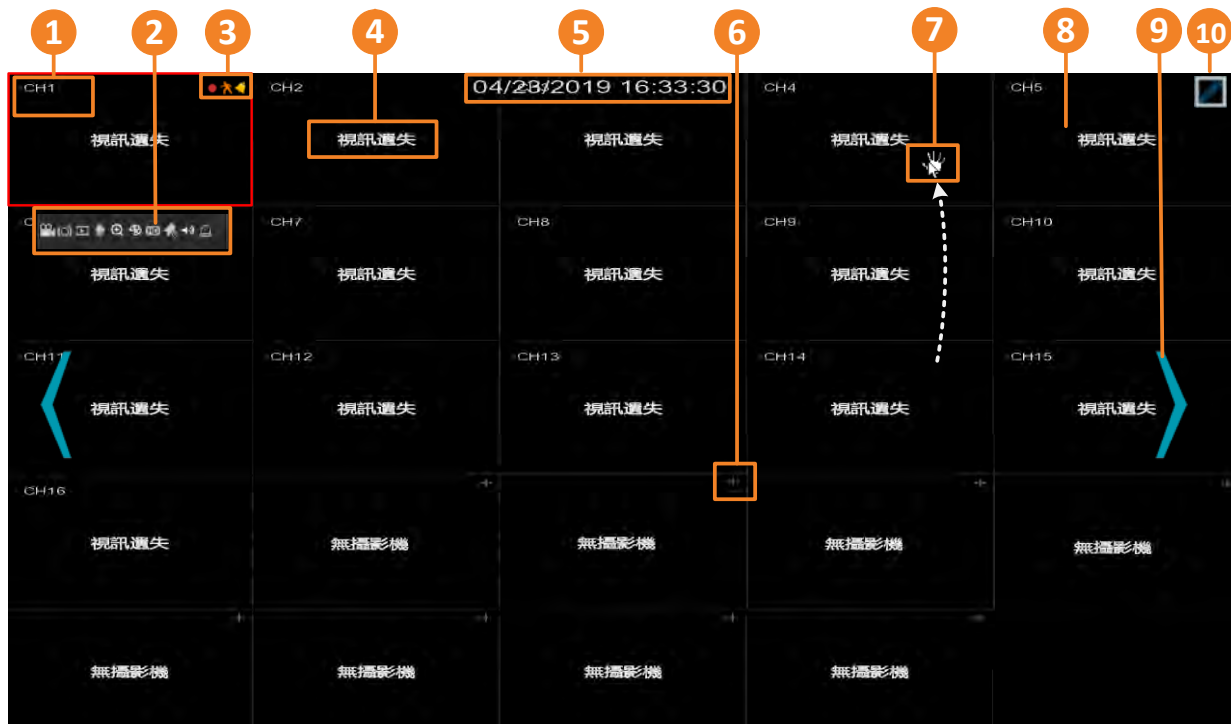 1 2 3 4 5 6 7 8 9 10
CH1 CH2 04/23/2019 16:33:30 CH4 CH5
視訊遺失 視訊遺失 視訊遺失 視訊遺失 視訊遺失
CH7 CH8 CH9 CH10
視訊遺失 視訊遺失 視訊遺失 視訊遺失 視訊遺失
CH11 CH12 CH13 CH14 CH15
視訊遺失 視訊遺失 視訊遺失 視訊遺失 視訊遺失
CH16
視訊遺失 無攝影機 無攝影機 無攝影機 無攝影機
無攝影機 無攝影機 無攝影機 無攝影機